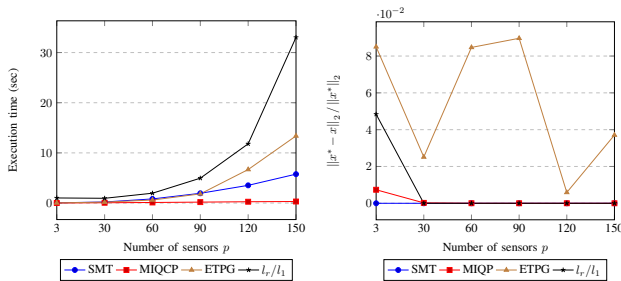 Execution time (sec)
30
20
10
0
3 30 60 90 120 150
Number of sensors p
SMT MIQCP ETPG l_r/l_1
·10^{-2}
||x* − x||_2 / ||x*||_2
8
6
4
2
0
3 30 60 90 120 150
Number of sensors p
SMT MIQP ETPG l_r/l_1